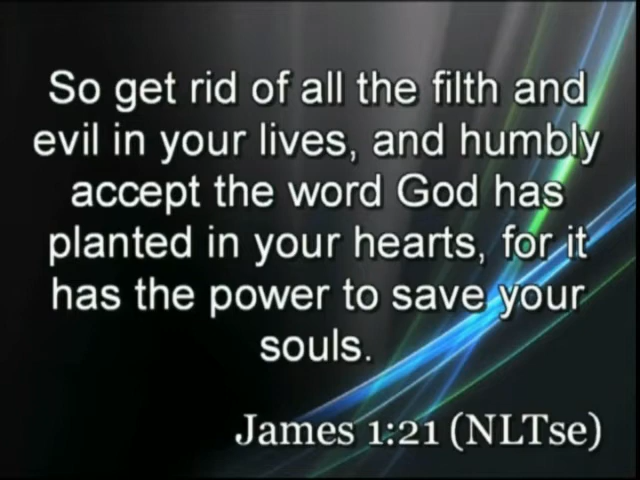 So get rid of all the filth and
evil in your lives, and humbly
accept the word God has
planted in your hearts, for it
has the power to save your
souls.
James 1:21 (NLTse)